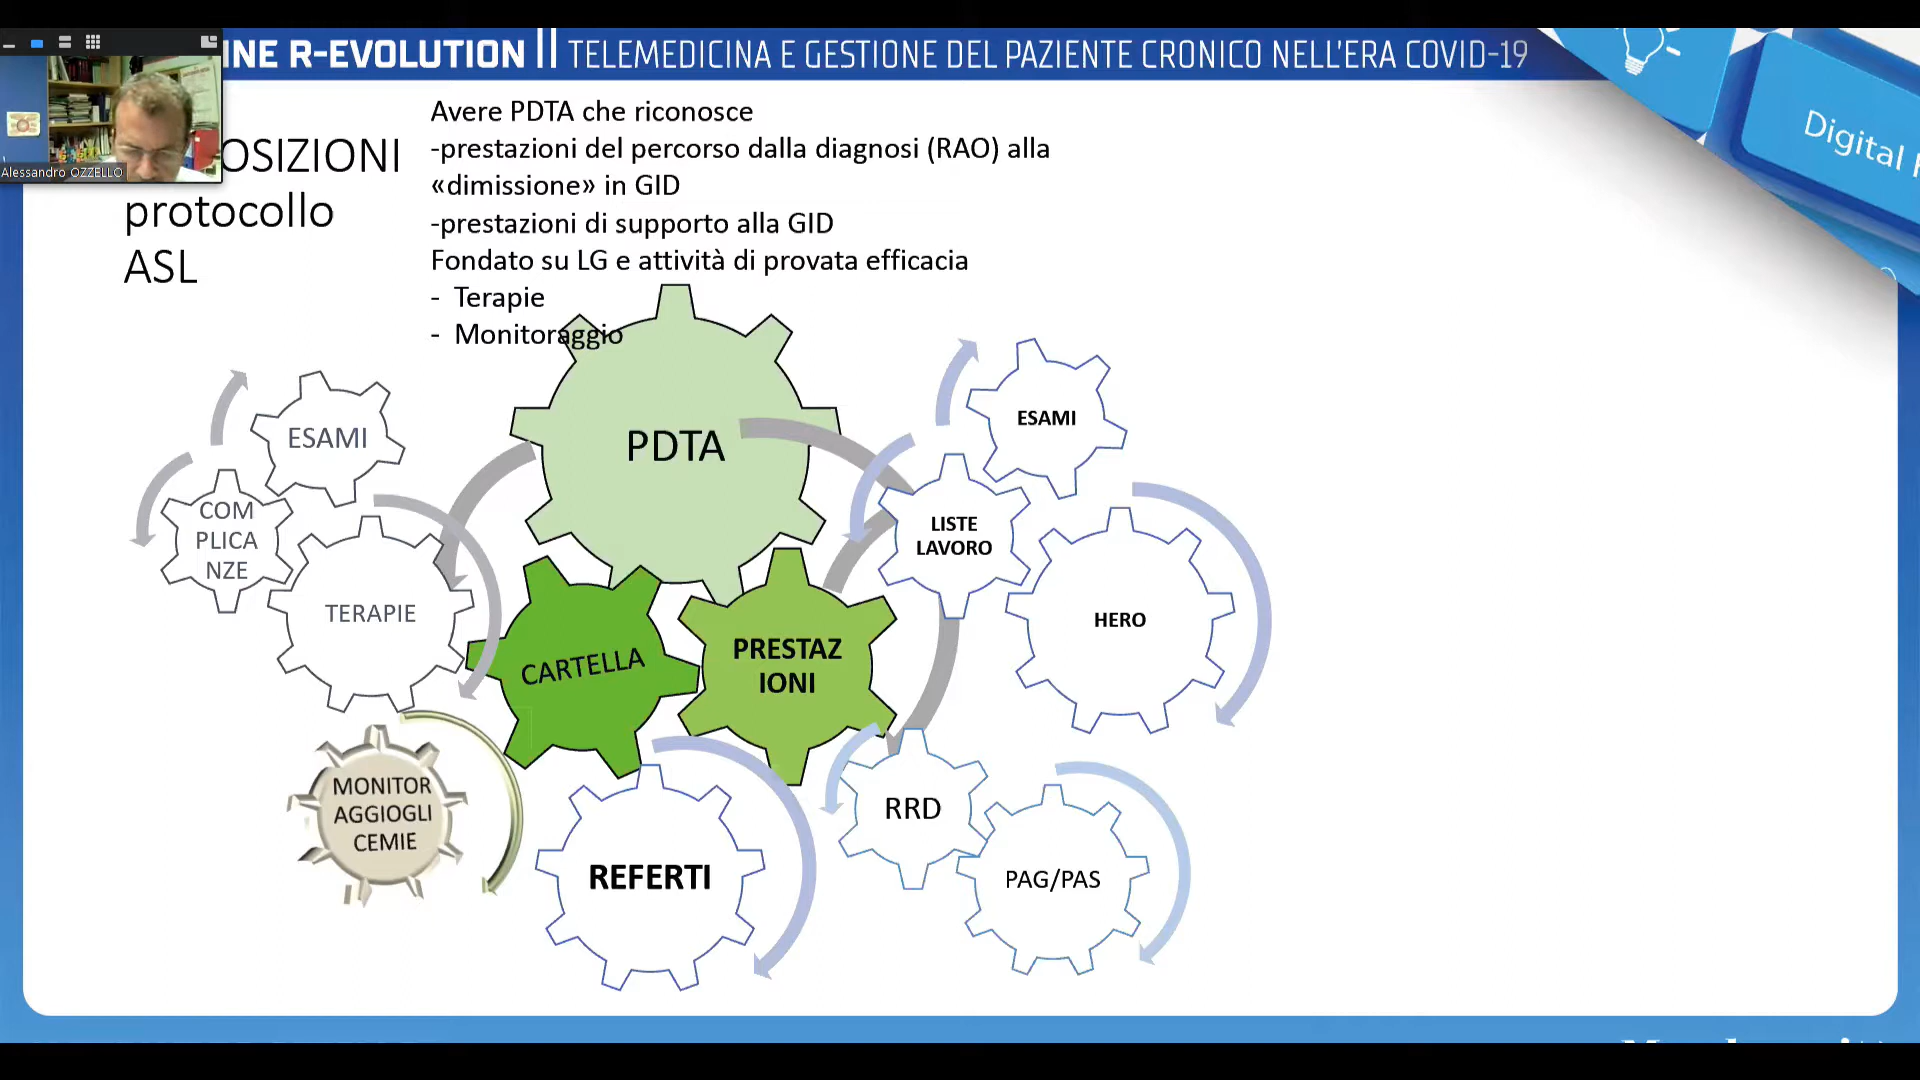 INE R-EVOLUTION || TELEMEDICINA E GESTIONE DEL PAZIENTE CRONICO NELL'ERA COVID-19
Digital
Alessandro OZZELLO
OSIZIONI
protocollo
ASL
Avere PDTA che riconosce
-prestazioni del percorso dalla diagnosi (RAO) alla
«dimissione» in GID
-prestazioni di supporto alla GID
Fondato su LG e attività di provata efficacia
- Terapie
- Monitoraggio
PDTA
ESAMI
COM
PLICA
NZE
TERAPIE
CARTELLA
PRESTAZ
IONI
MONITOR
AGGIOGLI
CEMIE
REFERTI
ESAMI
LISTE
LAVORO
HERO
RRD
PAG/PAS